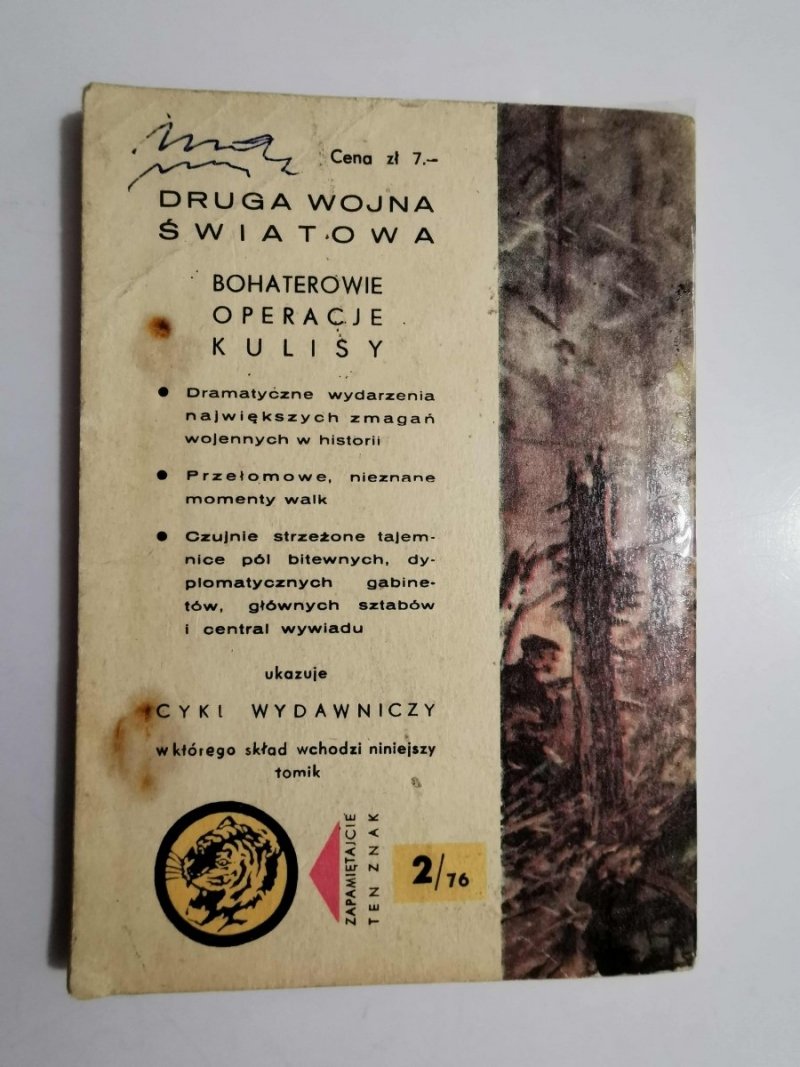 Cena zł 7.–
DRUGA WOJNA
ŚWIATOWA
BOHATEROWIE
OPERACJE
KULISY
● Dramatyczne wydarzenia
największych zmagań
wojennych w historii
● Przełomowe, nieznane
momenty walk
● Czujnie strzeżone tajem-
nice pól bitewnych, dy-
plomatycznych gabine-
tów, głównych sztabów
i central wywiadu
ukazuje
CYKL WYDAWNICZY
w którego skład wchodzi niniejszy
tomik
ZAPAMIĘTAJCIE
TEN ZNAK
2/76